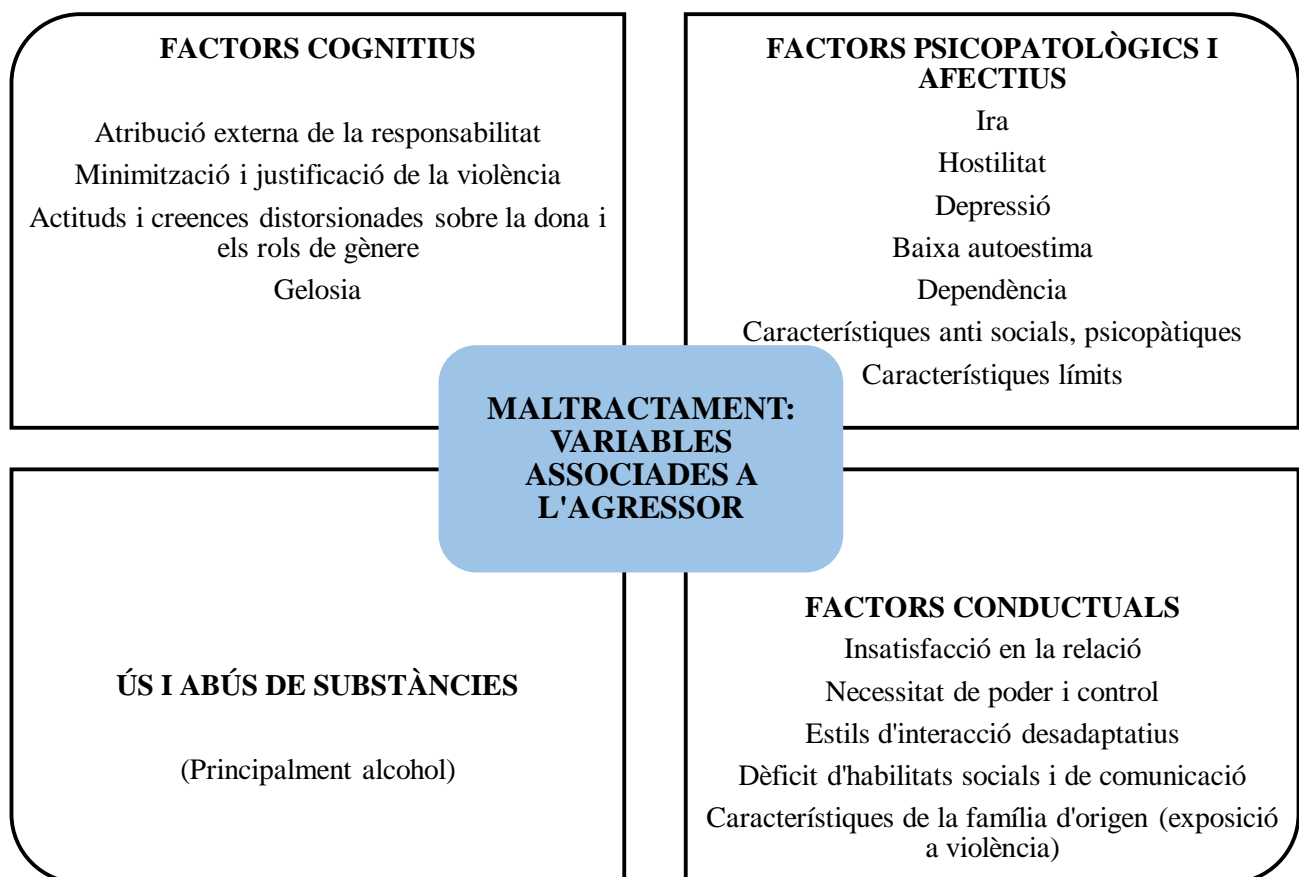 FACTORS COGNITIUS
Atribució externa de la responsabilitat
Minimització i justificació de la violència
Actituds i creences distorsionades sobre la dona i
els rols de gènere
Gelosia
FACTORS PSICOPATOLÒGICS I
AFECTIUS
Ira
Hostilitat
Depressió
Baixa autoestima
Dependència
Característiques anti socials, psicopàtiques
Característiques límits
MALTRACTAMENT:
VARIABLES
ASSOCIADES A
L'AGRESSOR
ÚS I ABÚS DE SUBSTÀNCIES
(Principalment alcohol)
FACTORS CONDUCTUALS
Insatisfacció en la relació
Necessitat de poder i control
Estils d'interacció desadaptatius
Dèficit d'habilitats socials i de comunicació
Característiques de la família d'origen (exposició
a violència)